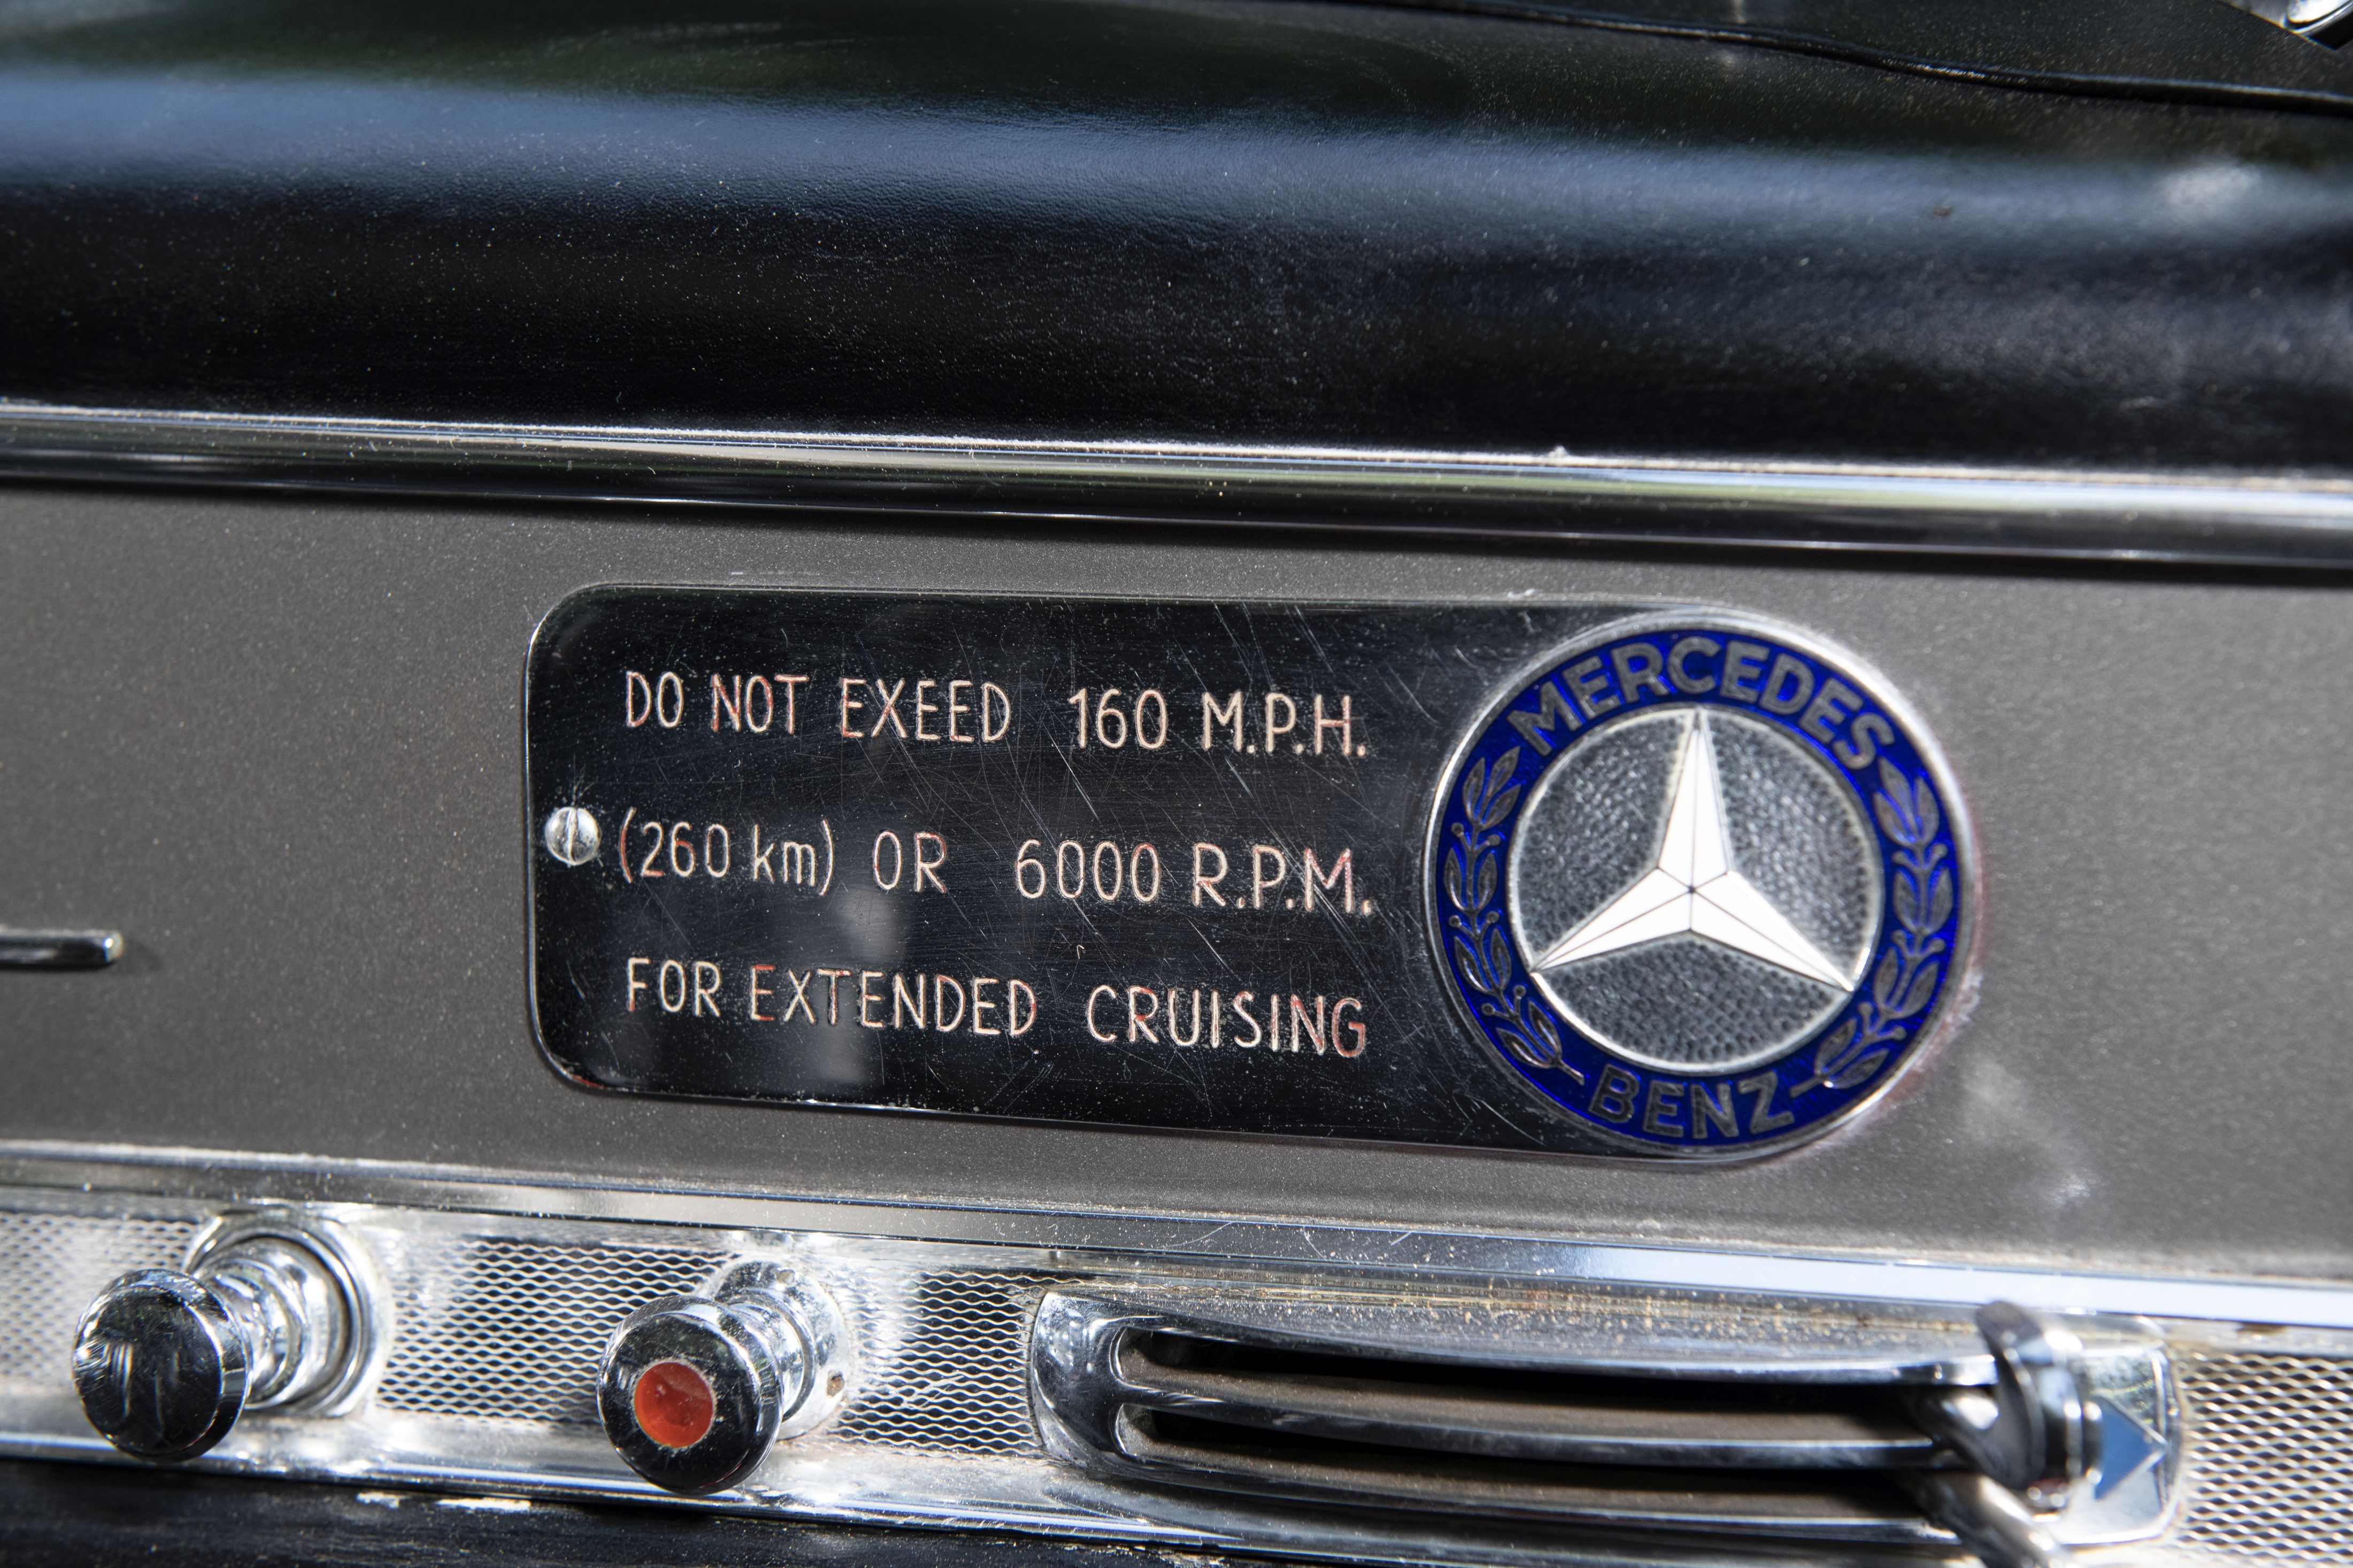 DO NOT EXEED 160 M.P.H.
(260 km) OR 6000 R.P.M.
FOR EXTENDED CRUISING
MERCEDES
BENZ